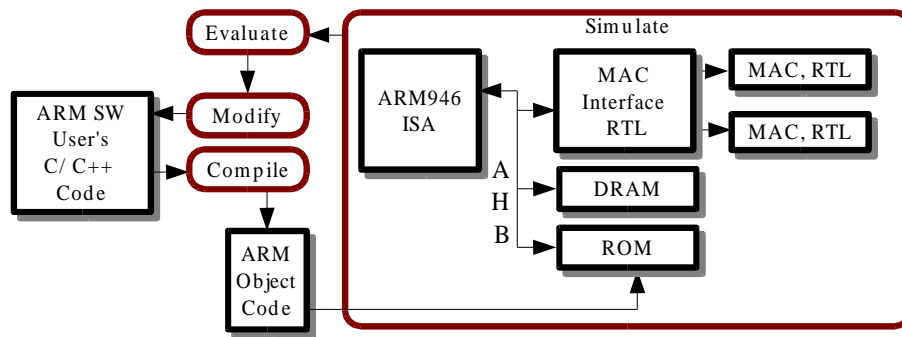 Evaluate
Modify
ARM SW
User's
C/ C++
Code
Compile
ARM
Object
Code
Simulate
ARM946
ISA
A
H
B
MAC
Interface
RTL
MAC, RTL
MAC, RTL
DRAM
ROM